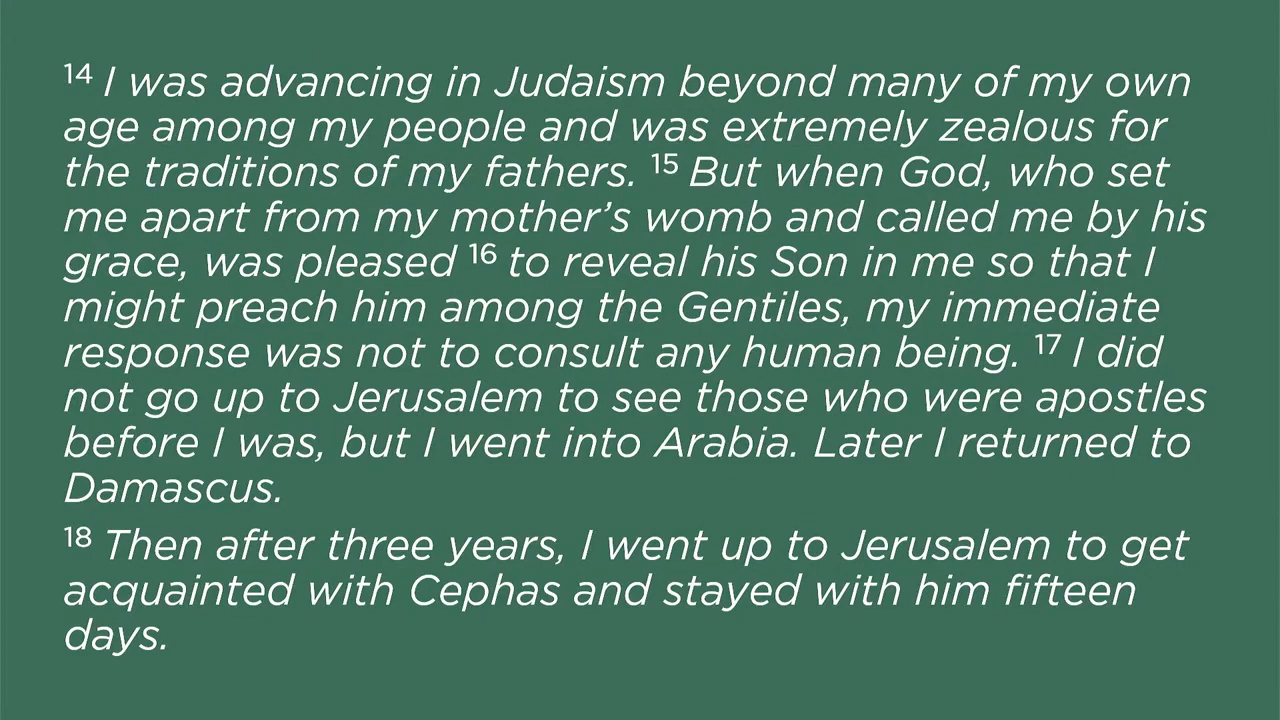 14 I was advancing in Judaism beyond many of my own
age among my people and was extremely zealous for
the traditions of my fathers. 15 But when God, who set
me apart from my mother’s womb and called me by his
grace, was pleased 16 to reveal his Son in me so that I
might preach him among the Gentiles, my immediate
response was not to consult any human being. 17 I did
not go up to Jerusalem to see those who were apostles
before I was, but I went into Arabia. Later I returned to
Damascus.
18 Then after three years, I went up to Jerusalem to get
acquainted with Cephas and stayed with him fifteen
days.